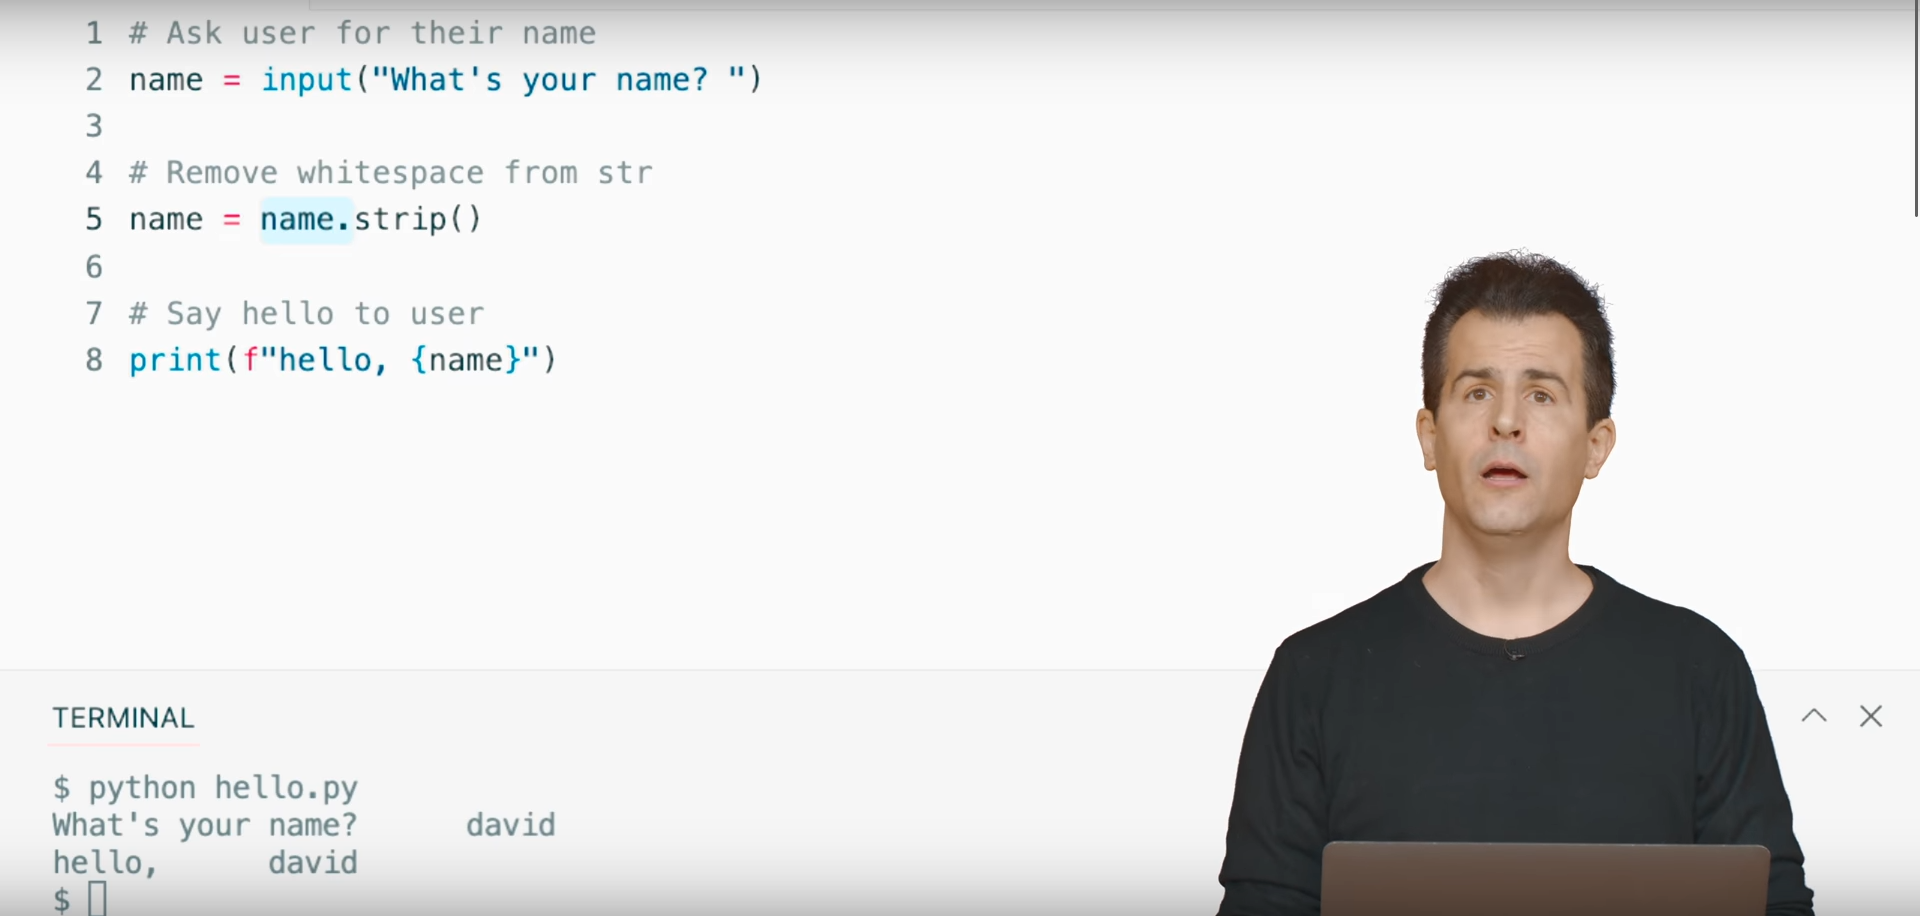 1 # Ask user for their name
2 name = input("What's your name? ")
3
4 # Remove whitespace from str
5 name = name.strip()
6
7 # Say hello to user
8 print(f"hello, {name}")
TERMINAL
$ python hello.py
What's your name?      david
hello,      david
$